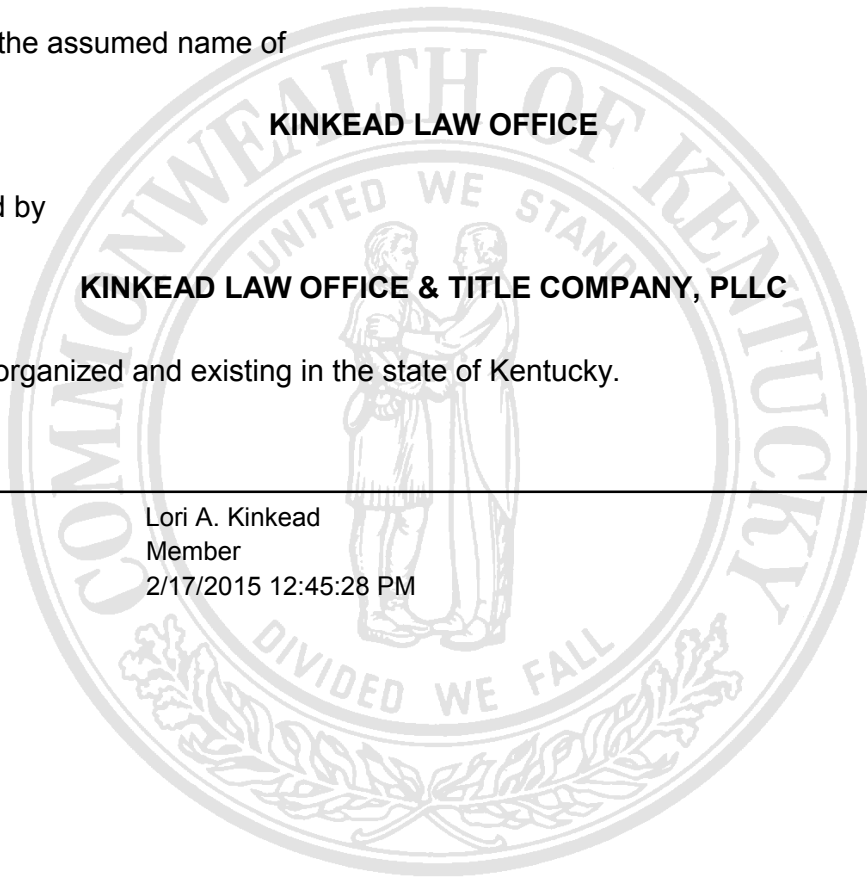 the assumed name of
KINKEAD LAW OFFICE
d by
KINKEAD LAW OFFICE & TITLE COMPANY, PLLC
organized and existing in the state of Kentucky.
Lori A. Kinkead
Member
2/17/2015 12:45:28 PM
COMMONWEALTH OF KENTUCKY
UNITED WE STAND
DIVIDED WE FALL